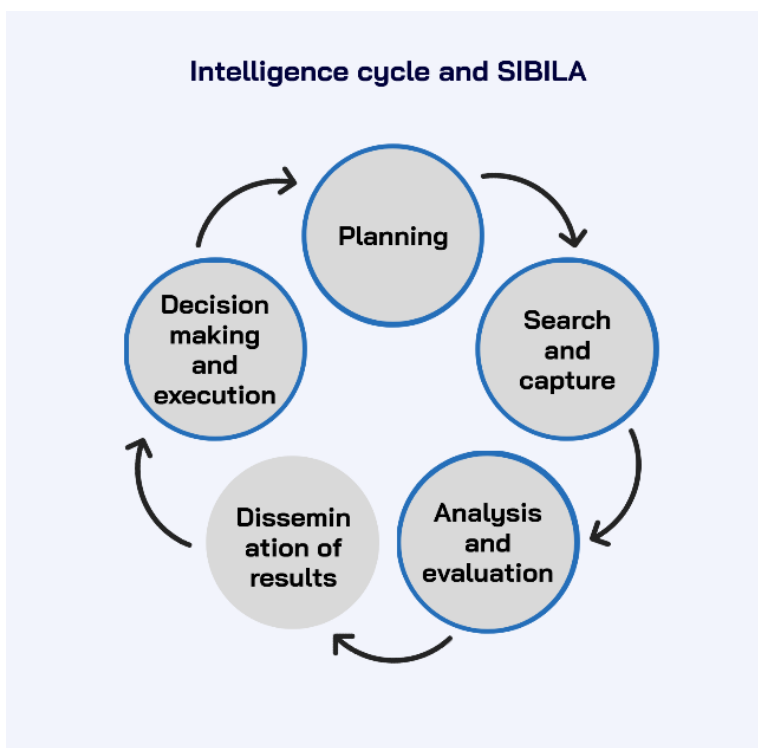 Intelligence cycle and SIBILA
Planning
Search
and
capture
Analysis
and
evaluation
Dissemin
ation of
results
Decision
making
and
execution